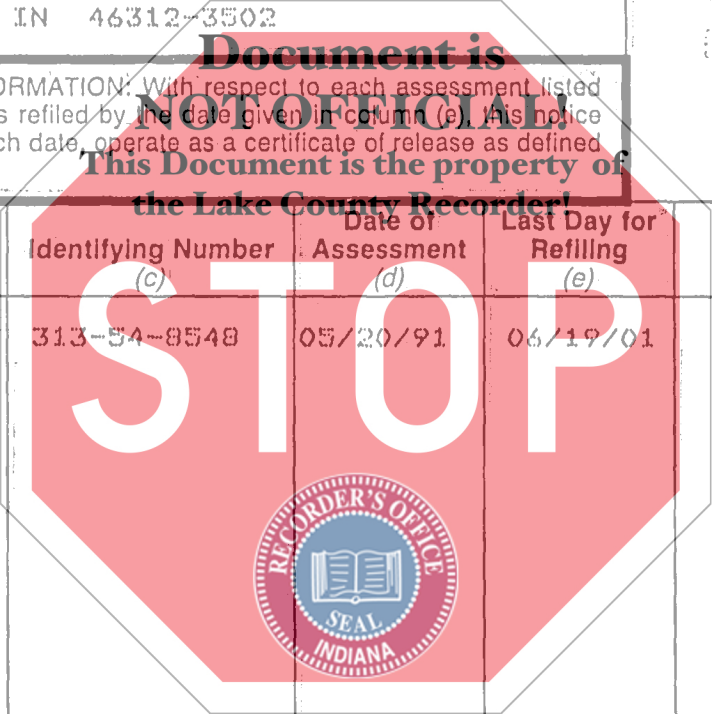 IN 46312-3502
Document is
ORMATION: With respect to each assessment listed
NOT OFFICIAL!
s refiled by the date given in column (e), this notice
ch date, operate as a certificate of release as defined
This Document is the property of
the Lake County Recorder!
Identifying Number
(c)
Date of
Assessment
(d)
Last Day for
Refiling
(e)
313-54-8548 05/20/91 06/19/01
STOP
RECORDER'S OFFICE
SEAL
INDIANA